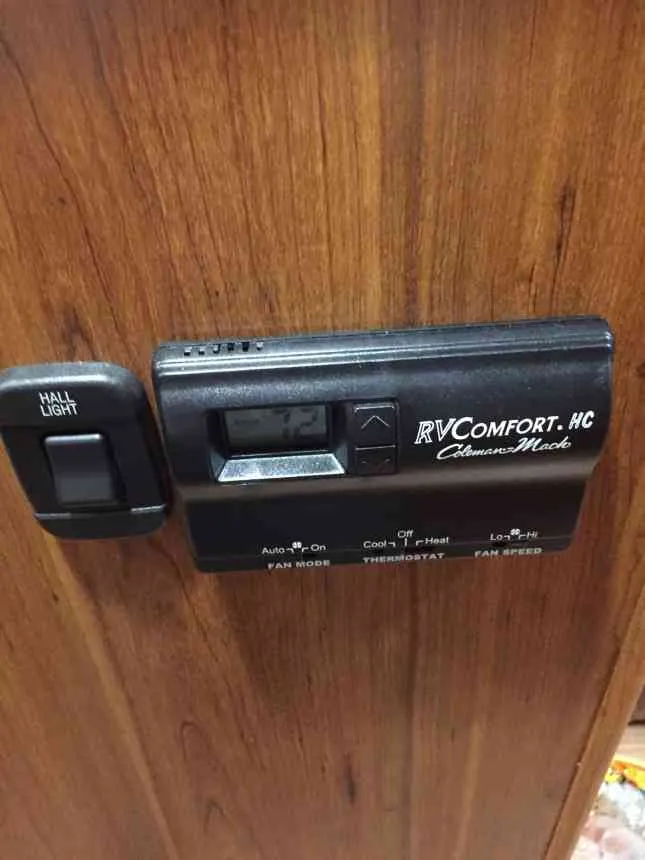 HALL
LIGHT
72
RVCOMFORT. HC
Coleman-Mach
Auto On
FAN MODE
Off
Cool Heat
THERMOSTAT
Lo Hi
FAN SPEED